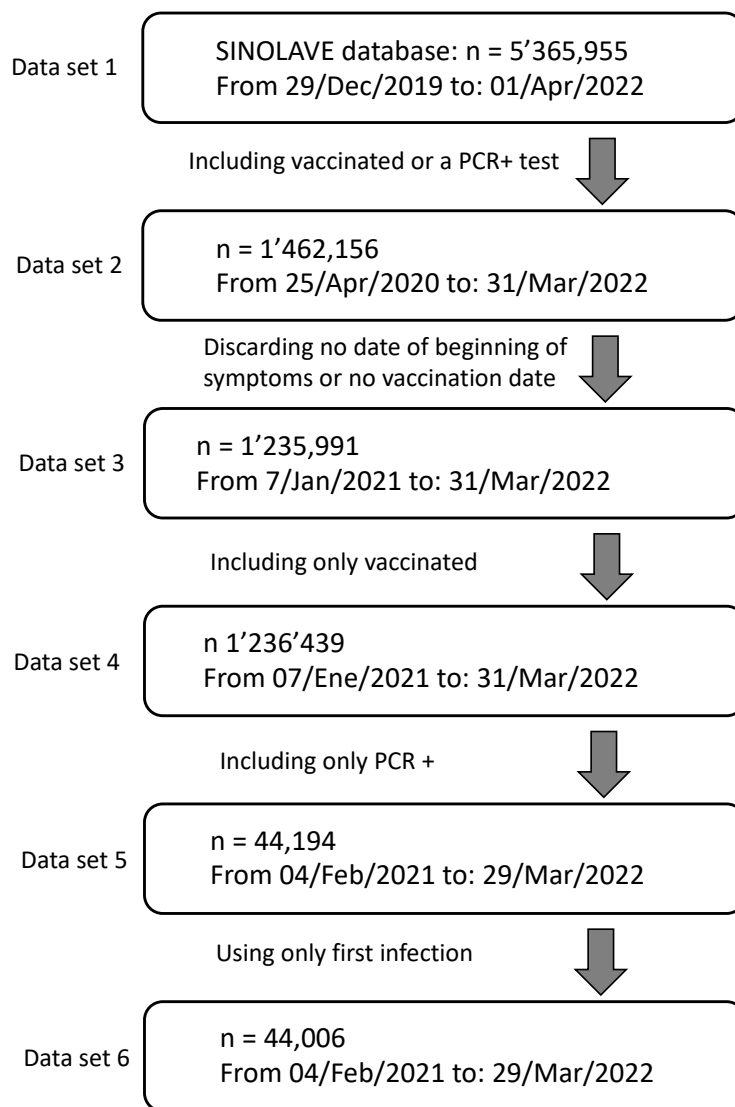 Data set 1
SINOLAVE database: n = 5’365,955
From 29/Dec/2019 to: 01/Apr/2022
Including vaccinated or a PCR+ test
Data set 2
n = 1’462,156
From 25/Apr/2020 to: 31/Mar/2022
Discarding no date of beginning of
symptoms or no vaccination date
Data set 3
n = 1’235,991
From 7/Jan/2021 to: 31/Mar/2022
Including only vaccinated
Data set 4
n 1’236’439
From 07/Ene/2021 to: 31/Mar/2022
Including only PCR +
Data set 5
n = 44,194
From 04/Feb/2021 to: 29/Mar/2022
Using only first infection
Data set 6
n = 44,006
From 04/Feb/2021 to: 29/Mar/2022